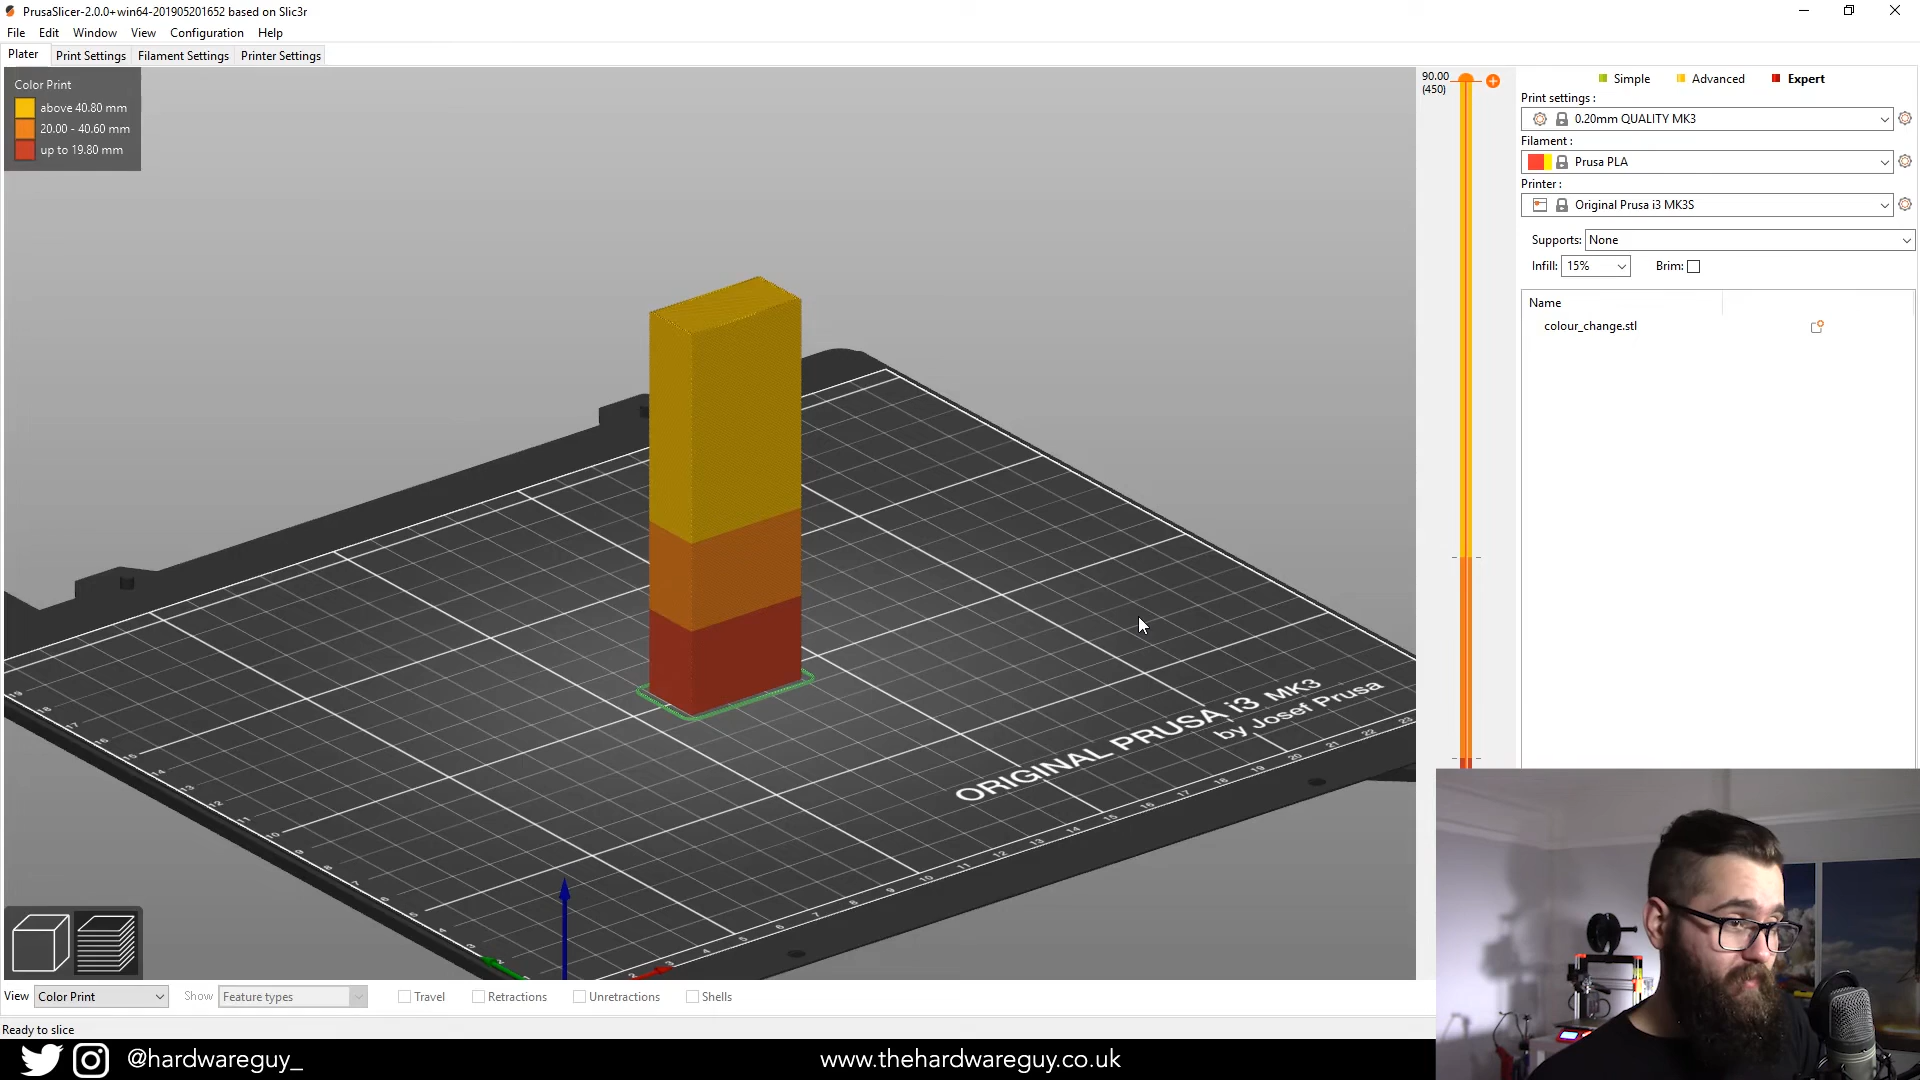 PrusaSlicer-2.0.0+win64-201905201652 based on Slic3r
File Edit Window View Configuration Help
Plater Print Settings Filament Settings Printer Settings
Color Print
above 40.80 mm
20.00 - 40.60 mm
up to 19.80 mm
90.00
(450)
Simple Advanced Expert
Print settings :
0.20mm QUALITY MK3
Filament :
Prusa PLA
Printer :
Original Prusa i3 MK3S
Supports: None
Infill: 15% Brim:
Name
colour_change.stl
ORIGINAL PRUSA i3 MK3
by Josef Prusa
View Color Print Show Feature types Travel Retractions Unretractions Shells
Ready to slice
@hardwareguy_
www.thehardwareguy.co.uk